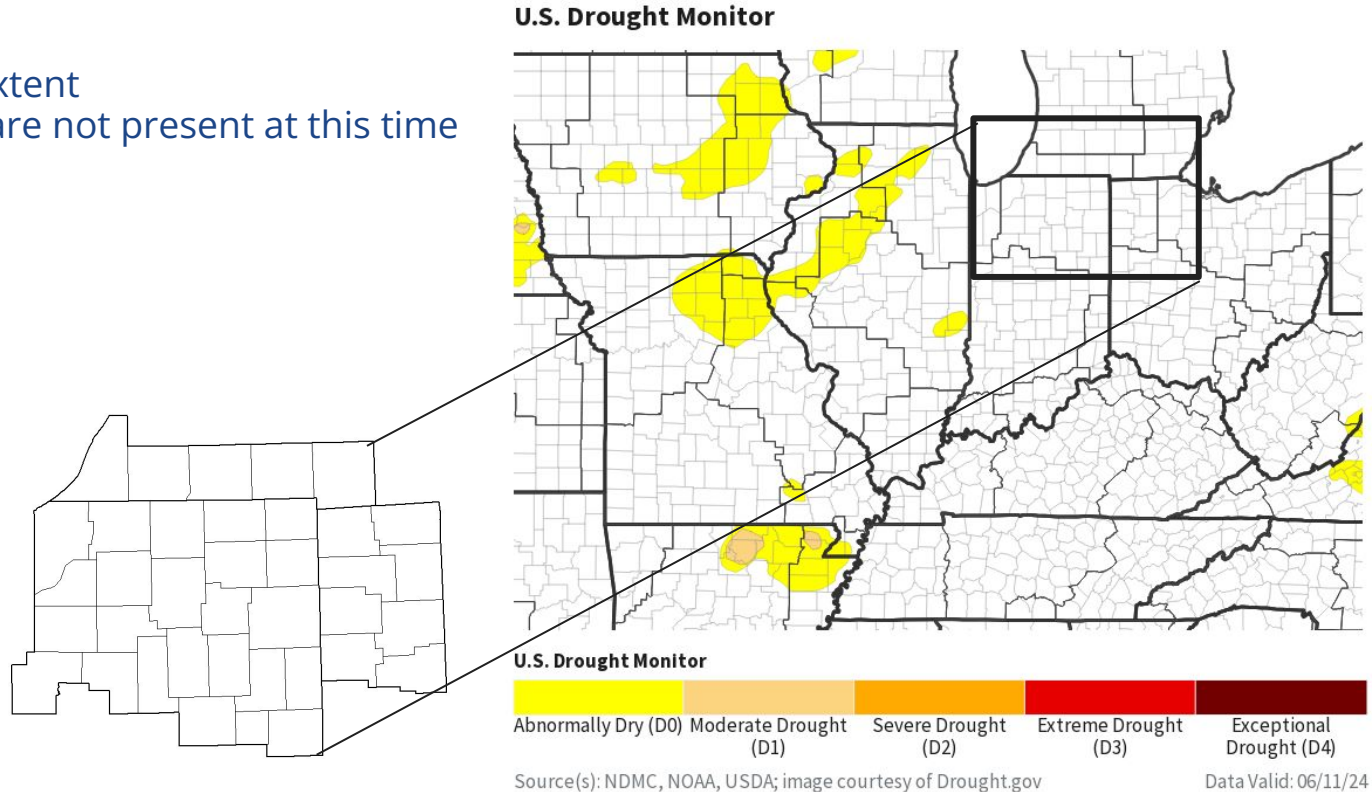 U.S. Drought Monitor
xtent
are not present at this time
U.S. Drought Monitor
Abnormally Dry (D0)
Moderate Drought
(D1)
Severe Drought
(D2)
Extreme Drought
(D3)
Exceptional
Drought (D4)
Source(s): NDMC, NOAA, USDA; image courtesy of Drought.gov
Data Valid: 06/11/24